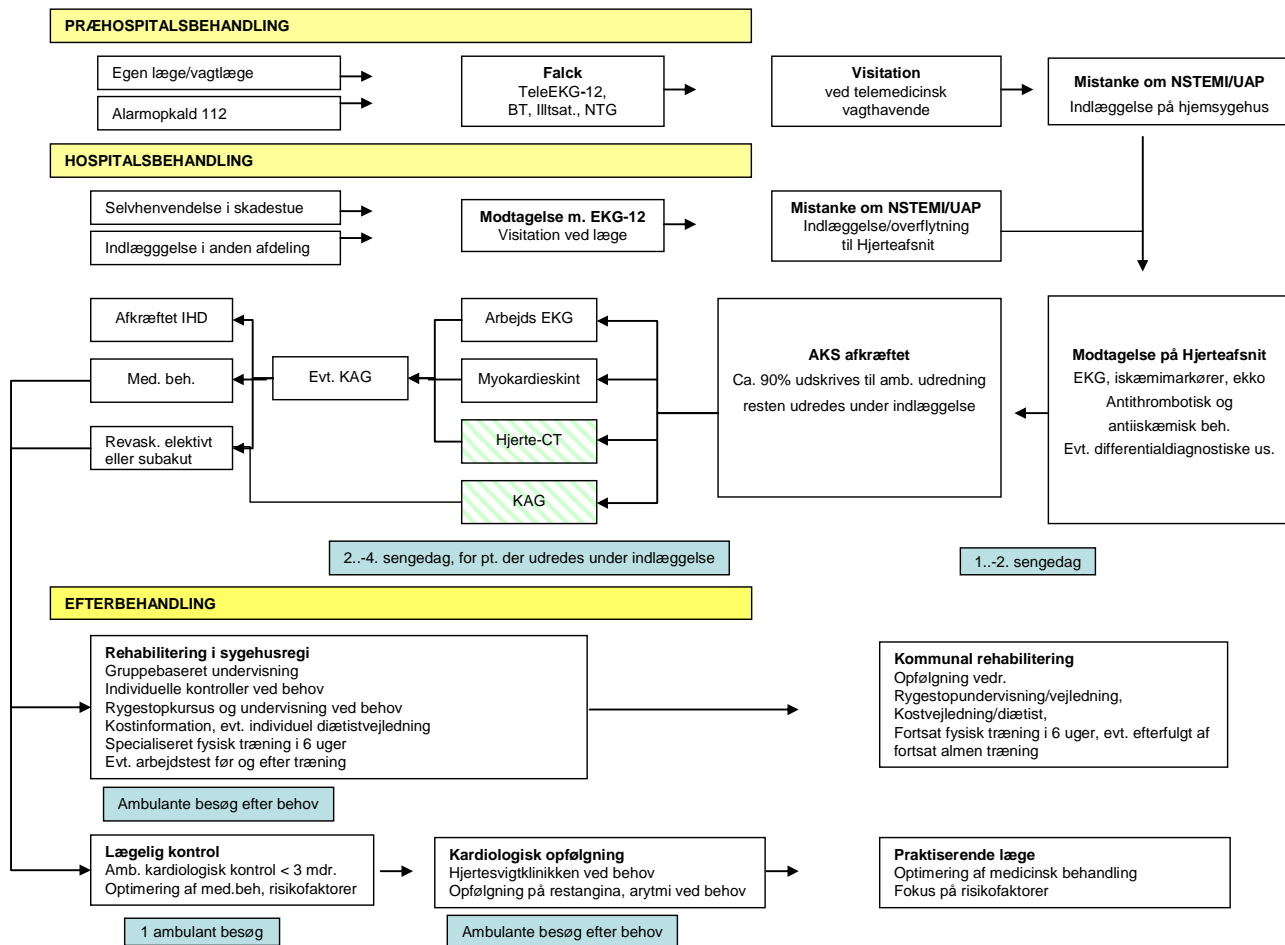 PRÆHOSPITALSBEHANDLING
Egen læge/vagtlæge
Alarmopkald 112
Falck
TeleEKG-12,
BT, Illtsat., NTG
Visitation
ved telemedicinsk
vagthavende
Mistanke om NSTEMI/UAP
Indlæggelse på hjemsygehus
HOSPITALSBEHANDLING
Selvhenvendelse i skadestue
Indlægggelse i anden afdeling
Modtagelse m. EKG-12
Visitation ved læge
Mistanke om NSTEMI/UAP
Indlæggelse/overflytning
til Hjerteafsnit
Afkræftet IHD
Med. beh.
Revask. elektivt
eller subakut
Evt. KAG
Arbejds EKG
Myokardieskint
Hjerte-CT
KAG
AKS afkræftet
Ca. 90% udskrives til amb. udredning
resten udredes under indlæggelse
Modtagelse på Hjerteafsnit
EKG, iskæmimarkører, ekko
Antithrombotisk og
antiiskæmisk beh.
Evt. differentialdiagnostiske us.
2..-4. sengedag, for pt. der udredes under indlæggelse
1..-2. sengedag
EFTERBEHANDLING
Rehabilitering i sygehusregi
Gruppebaseret undervisning
Individuelle kontroller ved behov
Rygestopkursus og undervisning ved behov
Kostinformation, evt. individuel diætistvejledning
Specialiseret fysisk træning i 6 uger
Evt. arbejdstest før og efter træning
Kommunal rehabilitering
Opfølgning vedr.
Rygestopundervisning/vejledning,
Kostvejledning/diætist,
Fortsat fysisk træning i 6 uger, evt. efterfulgt af
fortsat almen træning
Ambulante besøg efter behov
Lægelig kontrol
Amb. kardiologisk kontrol < 3 mdr.
Optimering af med.beh, risikofaktorer
Kardiologisk opfølgning
Hjertesvigtklinikken ved behov
Opfølgning på restangina, arytmi ved behov
Praktiserende læge
Optimering af medicinsk behandling
Fokus på risikofaktorer
1 ambulant besøg
Ambulante besøg efter behov